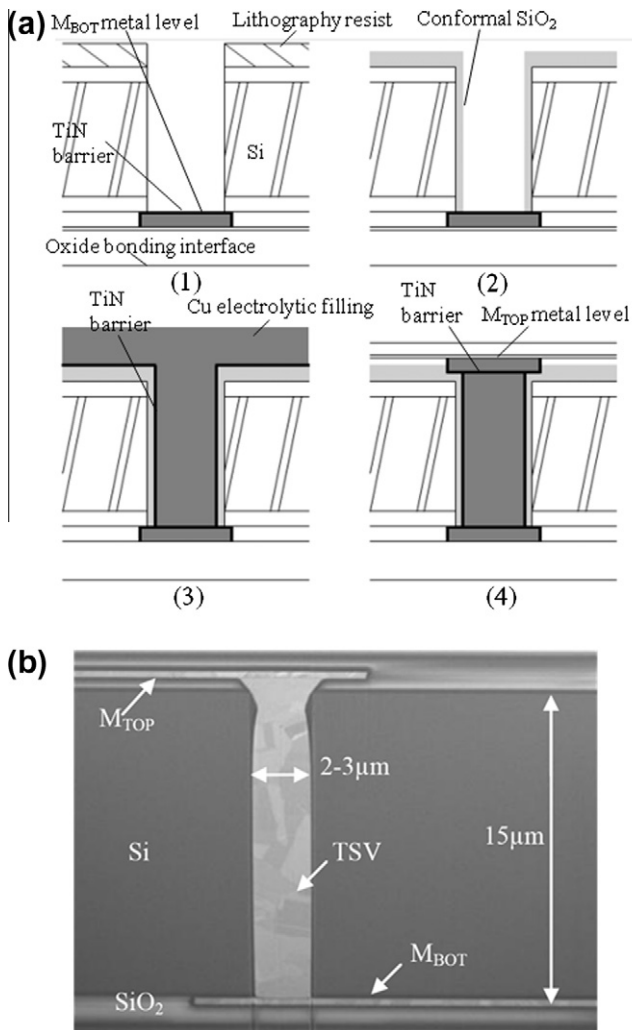 (a)
M_BOT metal level
Lithography resist
TiN
barrier
Si
Oxide bonding interface
(1)
Conformal SiO₂
(2)
TiN
barrier
Cu electrolytic filling
(3)
TiN
barrier
M_TOP metal level
(4)
(b)
M_TOP
2-3µm
Si
TSV
15µm
M_BOT
SiO₂